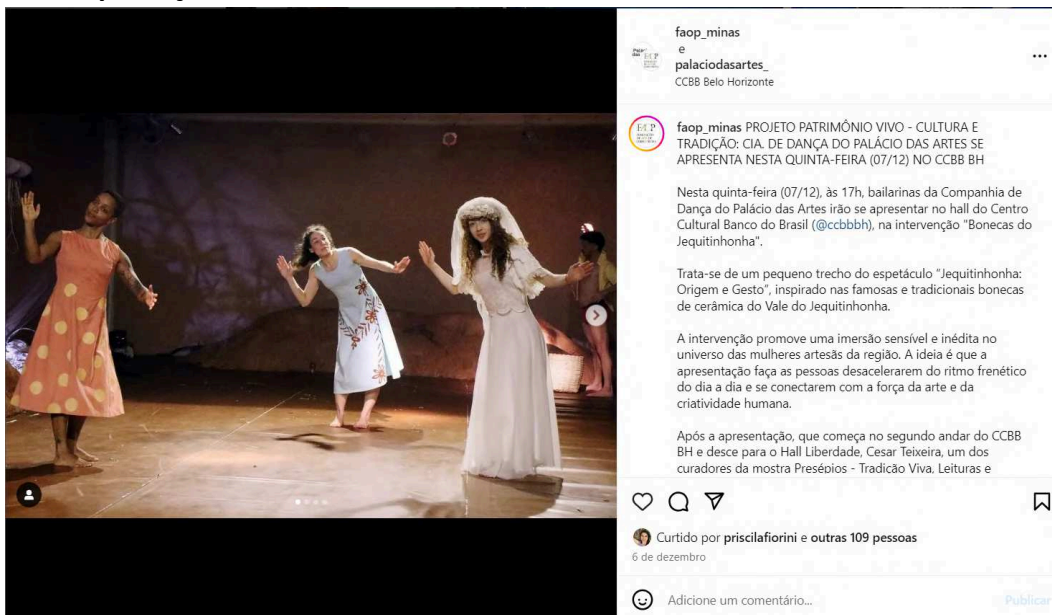 faop_minas
e
palaciodasartes_
CCBB Belo Horizonte
faop_minas PROJETO PATRIMÔNIO VIVO - CULTURA E
TRADIÇÃO: CIA. DE DANÇA DO PALÁCIO DAS ARTES SE
APRESENTA NESTA QUINTA-FEIRA (07/12) NO CCBB BH
Nesta quinta-feira (07/12), às 17h, bailarinas da Companhia de
Dança do Palácio das Artes irão se apresentar no hall do Centro
Cultural Banco do Brasil (@ccbbbh), na intervenção "Bonecas do
Jequitinhonha".
Trata-se de um pequeno trecho do espetáculo "Jequitinhonha:
Origem e Gesto", inspirado nas famosas e tradicionais bonecas
de cerâmica do Vale do Jequitinhonha.
A intervenção promove uma imersão sensível e inédita no
universo das mulheres artesãs da região. A ideia é que a
apresentação faça as pessoas desacelerarem do ritmo frenético
do dia a dia e se conectarem com a força da arte e da
criatividade humana.
Após a apresentação, que começa no segundo andar do CCBB
BH e desce para o Hall Liberdade, Cesar Teixeira, um dos
curadores da mostra Presépios - Tradição Viva, Leituras e
Curtido por priscilafiorini e outras 109 pessoas
6 de dezembro
Adicione um comentário...
Publicar